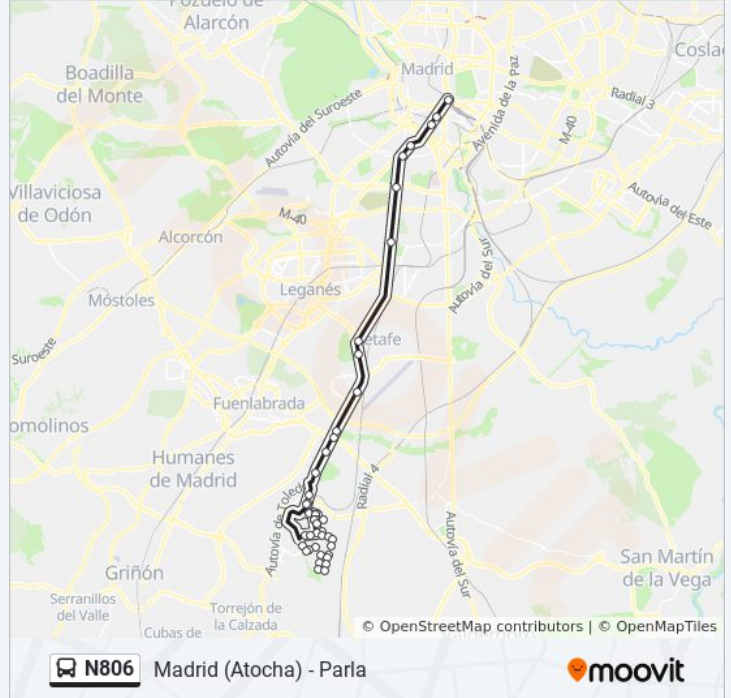 Pozuelo de
Alarcón
Coslad
Madrid
Boadilla
del Monte
Avenida de la Paz
Radial 3
Autovía del Suroeste
M-40
Villaviciosa
de Odón
Autovía del Este
M-40
Alcorcón
Autovía del Sur
Leganés
Móstoles
Suroeste
etafe
Fuenlabrada
omolinos
Humanes
de Madrid
Radial 4
Autovía de Toledo
Autovía del Sur
San Martín
de la Vega
Griñón
Serranillos
del Valle
Torrejón de
la Calzada
Cubas de
© OpenStreetMap contributors | © OpenMapTiles
N806 Madrid (Atocha) - Parla
moovit